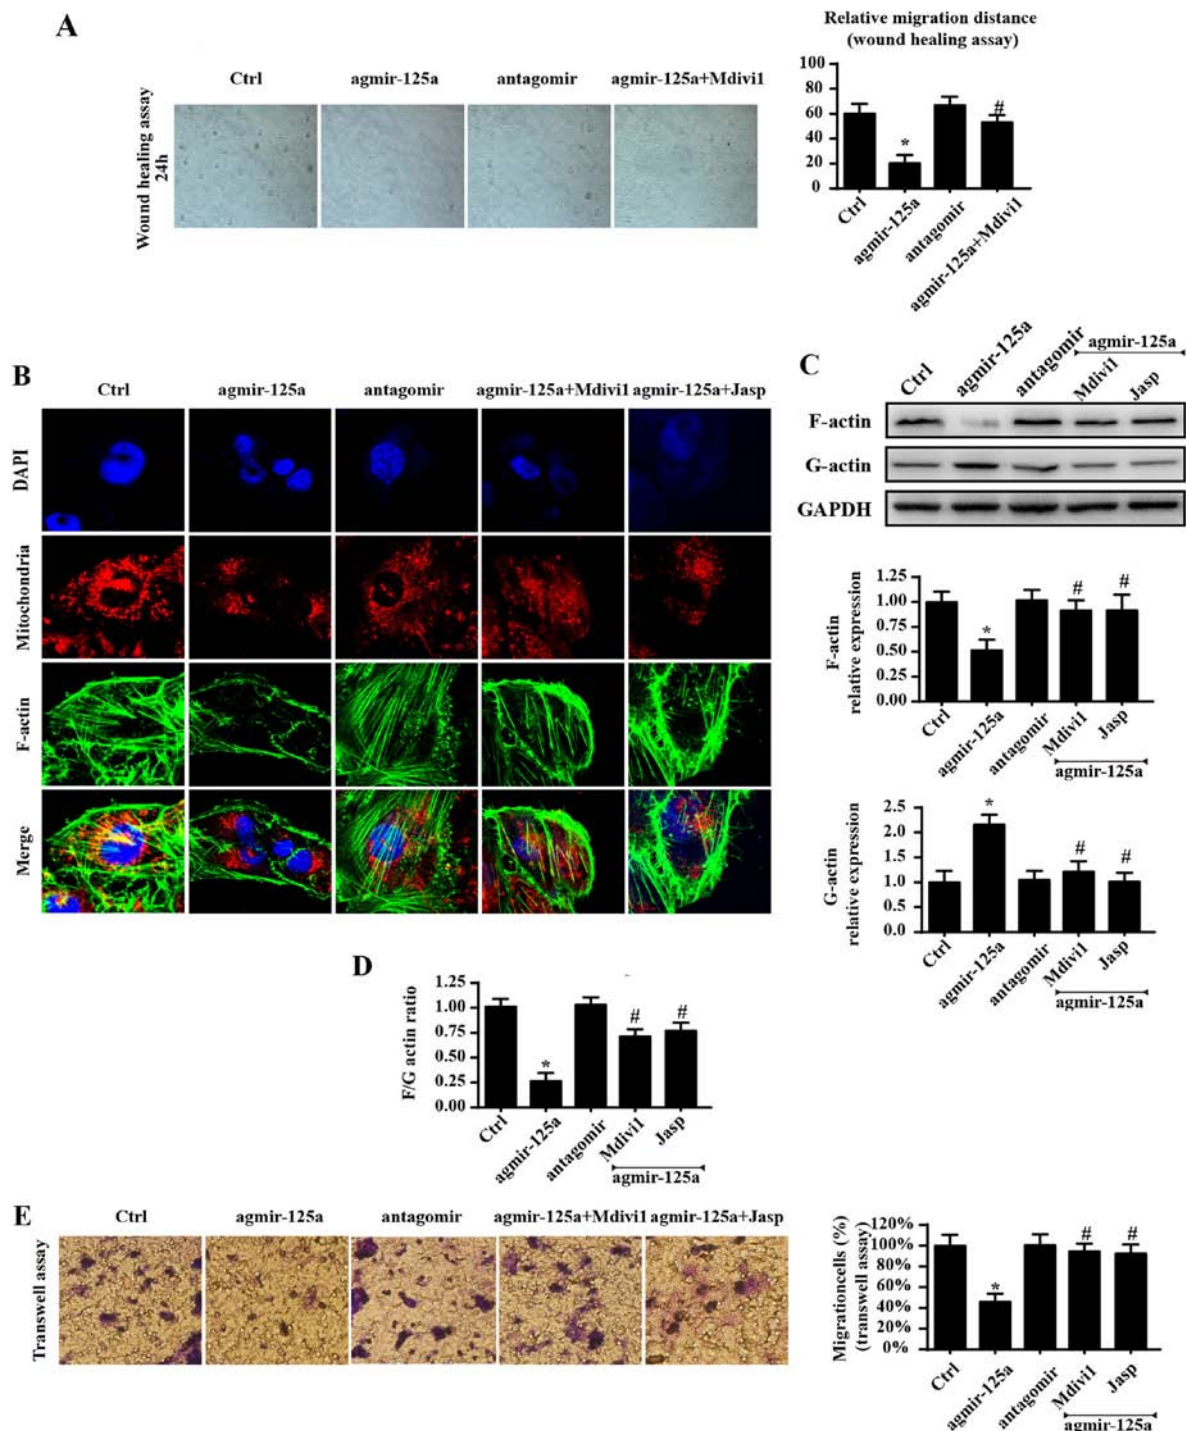 A
Ctrl agmir-125a antagomir agmir-125a+Mdivi1
Wound healing assay
24h
Relative migration distance
(wound healing assay)
100
80
60
40
20
0
*
#
Ctrl
agmir-125a
antagomir
agmir-125a+Mdivi1
B
Ctrl agmir-125a antagomir agmir-125a+Mdivi1 agmir-125a+Jasp
DAPI
Mitochondria
F-actin
Merge
C
Ctrl agmir-125a antagomir Mdivi1 Jasp
agmir-125a
F-actin
G-actin
GAPDH
F-actin
relative expression
1.25
1.00
0.75
0.50
0.25
0.00
*
#
#
Ctrl
agmir-125a
antagomir
Mdivi1
Jasp
agmir-125a
G-actin
relative expression
2.5
2.0
1.5
1.0
0.5
0.0
*
#
#
Ctrl
agmir-125a
antagomir
Mdivi1
Jasp
agmir-125a
D
F/G actin ratio
1.25
1.00
0.75
0.50
0.25
0.00
*
#
#
Ctrl
agmir-125a
antagomir
Mdivi1
Jasp
agmir-125a
E
Ctrl agmir-125a antagomir agmir-125a+Mdivi1 agmir-125a+Jasp
Transwell assay
Migrationcells (%)
(transwell assay)
120%
100%
80%
60%
40%
20%
0%
*
#
#
Ctrl
agmir-125a
antagomir
Mdivi1
Jasp
agmir-125a